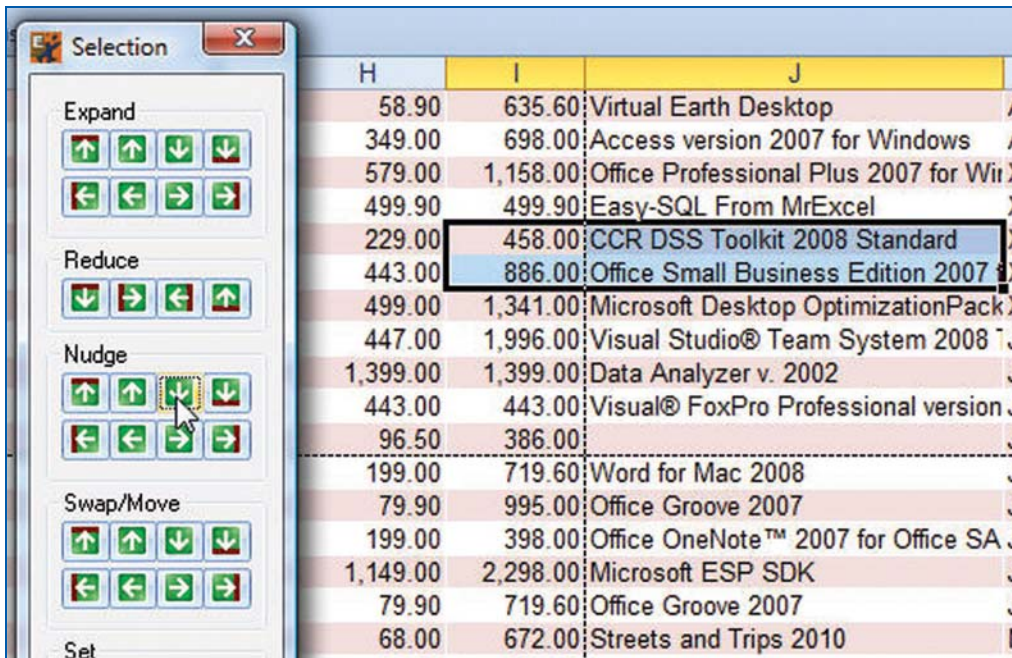 Selection
Expand
Reduce
Nudge
Swap/Move
Set
H I J
58.90 635.60 Virtual Earth Desktop
349.00 698.00 Access version 2007 for Windows
579.00 1,158.00 Office Professional Plus 2007 for Win
499.90 499.90 Easy-SQL From MrExcel
229.00 458.00 CCR DSS Toolkit 2008 Standard
443.00 886.00 Office Small Business Edition 2007
499.00 1,341.00 Microsoft Desktop OptimizationPack
447.00 1,996.00 Visual Studio® Team System 2008
1,399.00 1,399.00 Data Analyzer v. 2002
443.00 443.00 Visual® FoxPro Professional version
96.50 386.00
199.00 719.60 Word for Mac 2008
79.90 995.00 Office Groove 2007
199.00 398.00 Office OneNote™ 2007 for Office SA
1,149.00 2,298.00 Microsoft ESP SDK
79.90 719.60 Office Groove 2007
68.00 672.00 Streets and Trips 2010